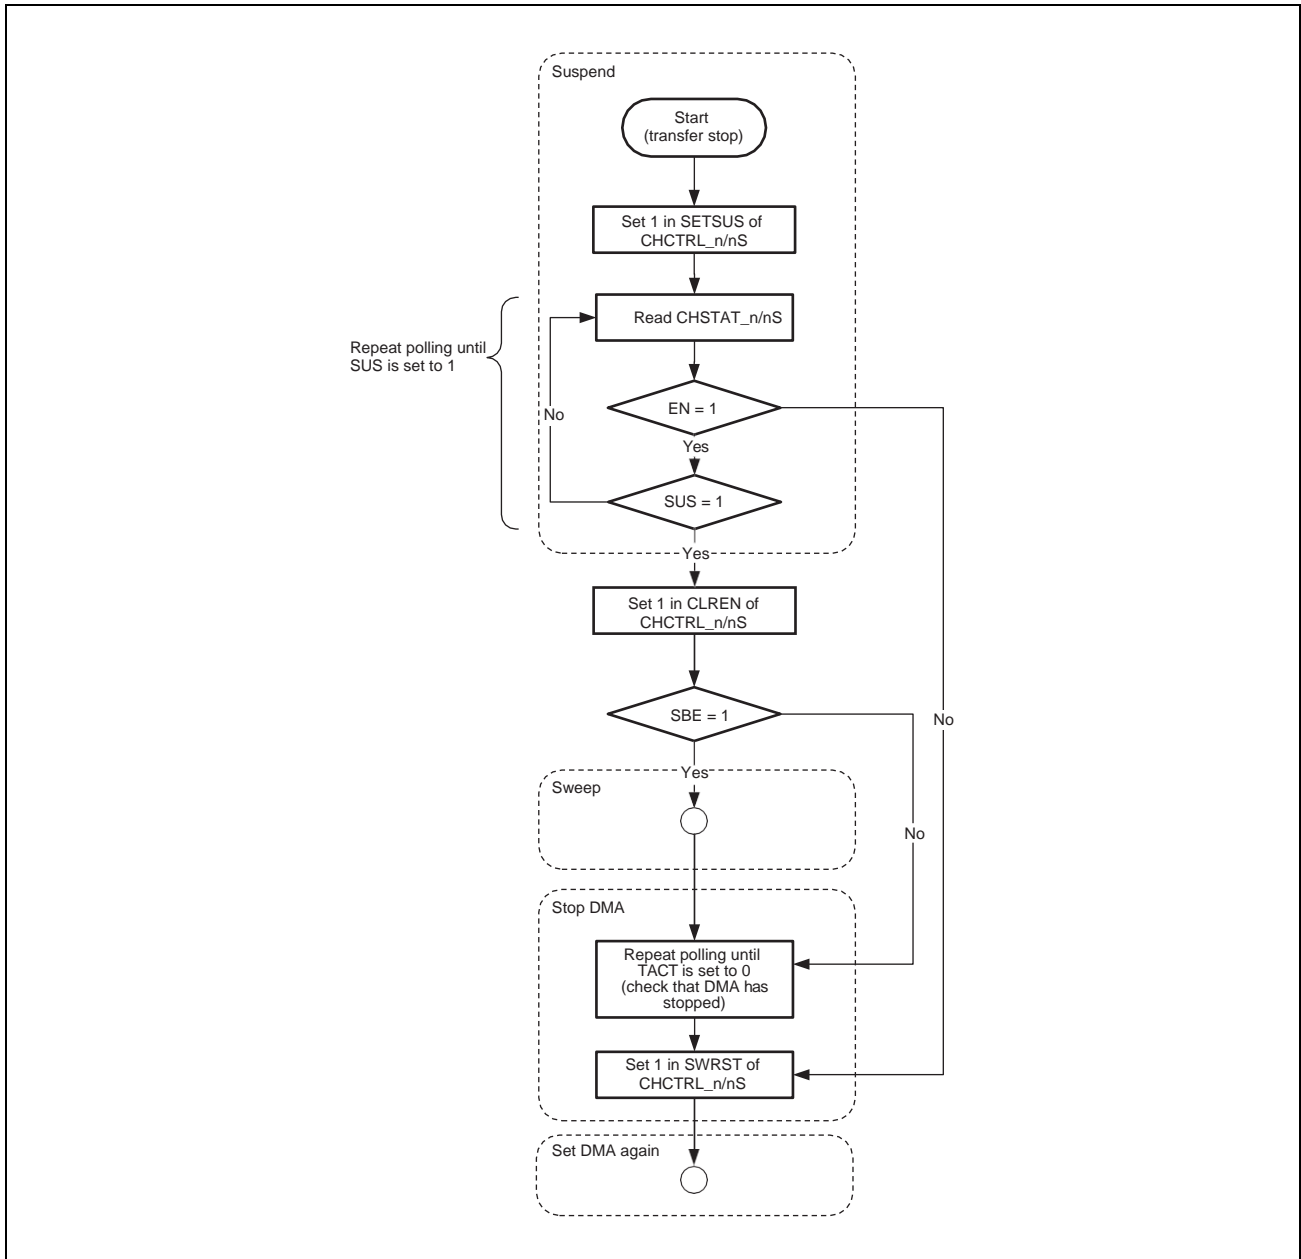 Suspend
Start
(transfer stop)
Set 1 in SETSUS of
CHCTRL_n/nS
Read CHSTAT_n/nS
Repeat polling until
SUS is set to 1
EN = 1
No
Yes
SUS = 1
Yes
Set 1 in CLREN of
CHCTRL_n/nS
SBE = 1
No
Yes
Sweep
No
Stop DMA
Repeat polling until
TACT is set to 0
(check that DMA has
stopped)
Set 1 in SWRST of
CHCTRL_n/nS
Set DMA again